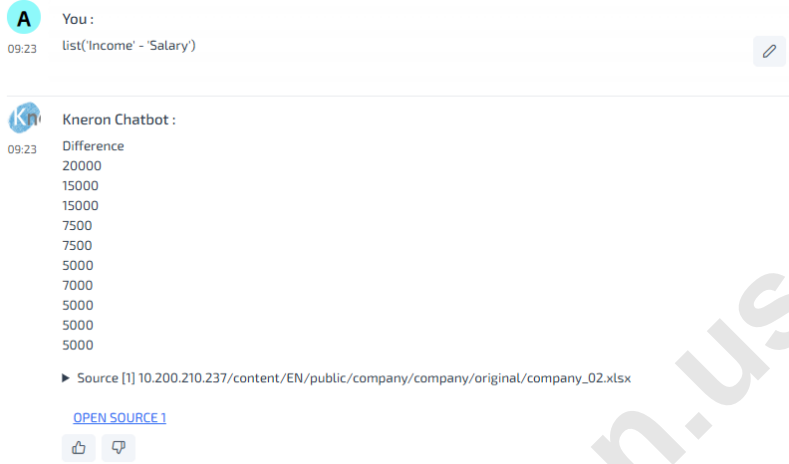 A
You :
09:23
list('Income' - 'Salary')
Kn
Kneron Chatbot :
09:23
Difference
20000
15000
15000
7500
7500
5000
7000
5000
5000
5000
▶ Source [1] 10.200.210.237/content/EN/public/company/company/original/company_02.xlsx
OPEN SOURCE 1
n.us